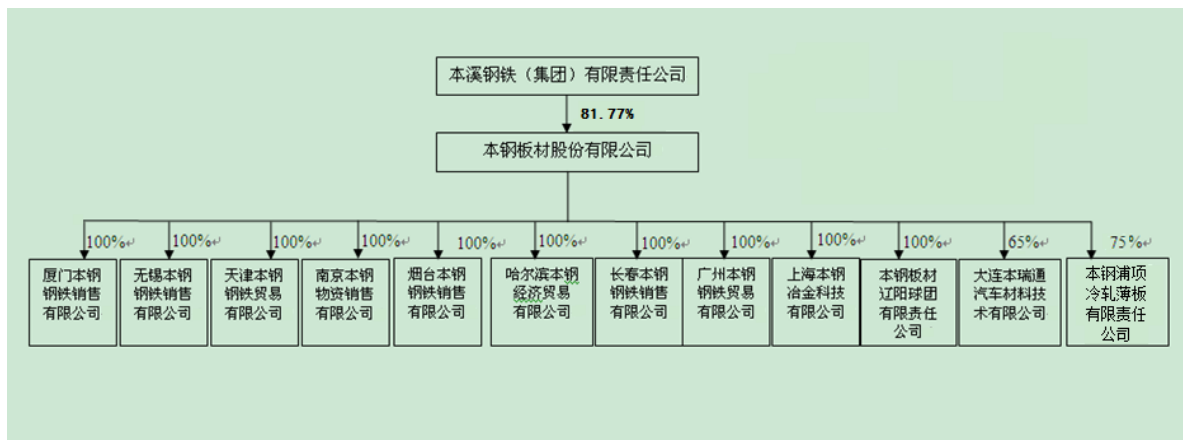 本溪钢铁（集团）有限责任公司
81.77%
本钢板材股份有限公司
100%
100%
100%
100%
100%
100%
100%
100%
100%
100%
65%
75%
厦门本钢
钢铁销售
有限公司
无锡本钢
钢铁销售
有限公司
天津本钢
钢铁贸易
有限公司
南京本钢
物资销售
有限公司
烟台本钢
钢铁销售
有限公司
哈尔滨本钢
经济贸易
有限公司
长春本钢
钢铁销售
有限公司
广州本钢
钢铁贸易
有限公司
上海本钢
冶金科技
有限公司
本钢板材
辽阳球团
有限责任
公司
大连本瑞通
汽车材料技
术有限公司
本钢浦项
冷轧薄板
有限责任
公司